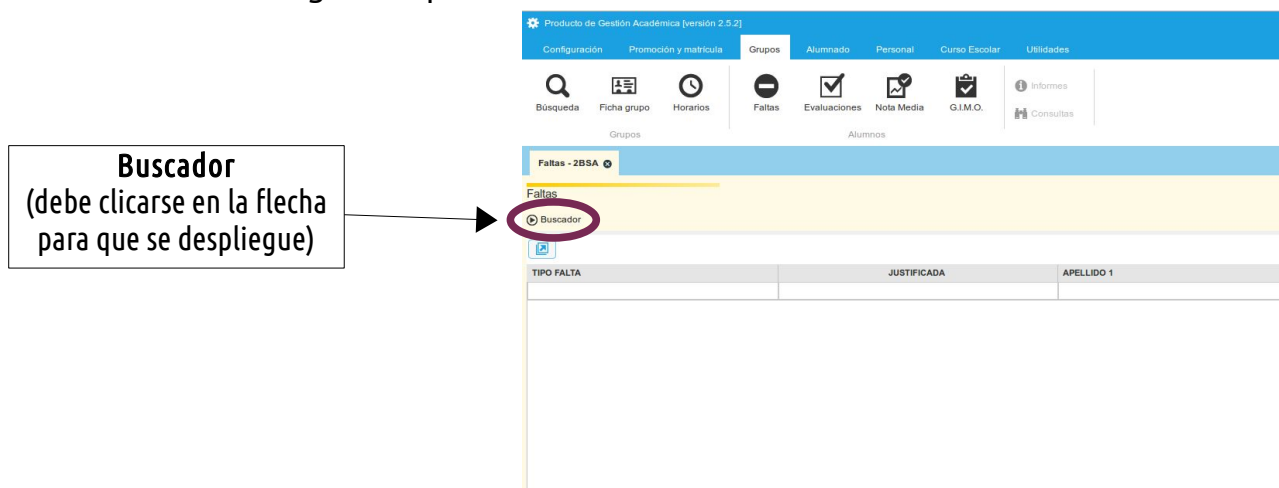 Producto de Gestión Académica [versión 2.5.2]
Configuración Promoción y matrícula Grupos Alumnado Personal Curso Escolar Utilidades
Búsqueda Ficha grupo Horarios Faltas Evaluaciones Nota Media G.I.M.O. Informes
Consultas
Grupos Alumnos
Faltas - 2BSA
Buscador
(debe clicarse en la flecha
para que se despliegue)
Faltas
Buscador
TIPO FALTA JUSTIFICADA APELLIDO 1